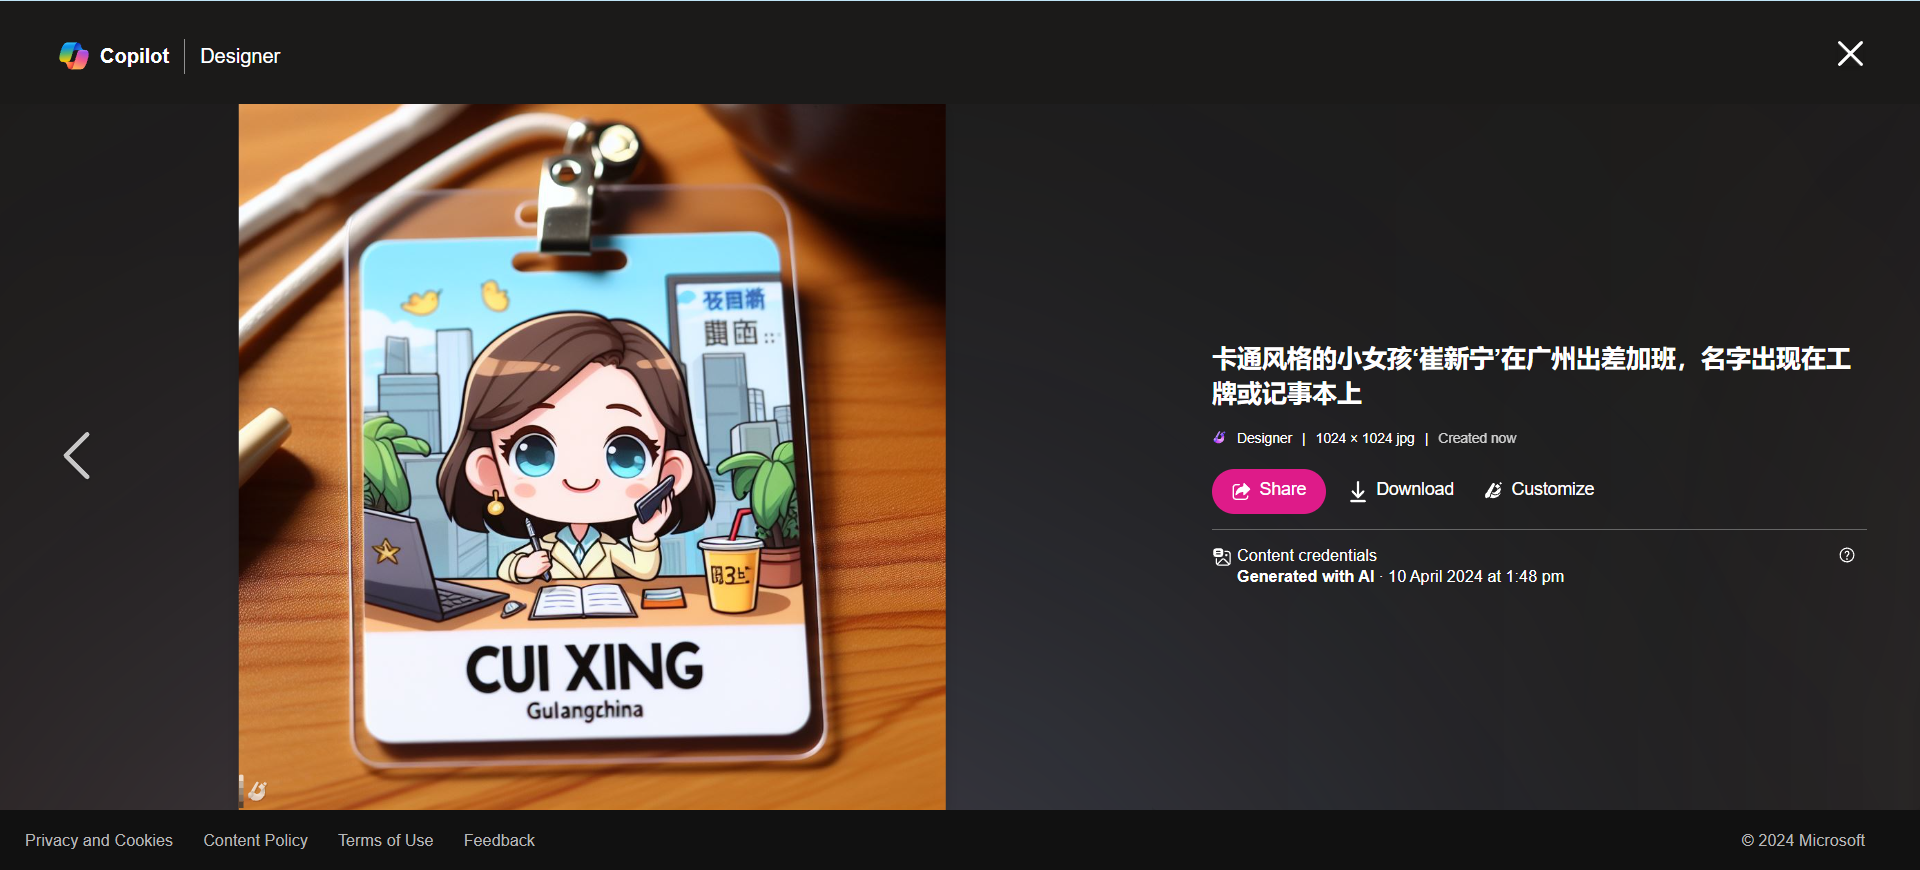 Copilot
Designer
CUI XING
Gulangzhina
卡通风格的小女孩‘崔新宁’在广州出差加班，名字出现在工
牌或记事本上
Designer | 1024 × 1024 jpg | Created now
Share
Download
Customize
Content credentials
Generated with AI · 10 April 2024 at 1:48 pm
Privacy and Cookies
Content Policy
Terms of Use
Feedback
© 2024 Microsoft